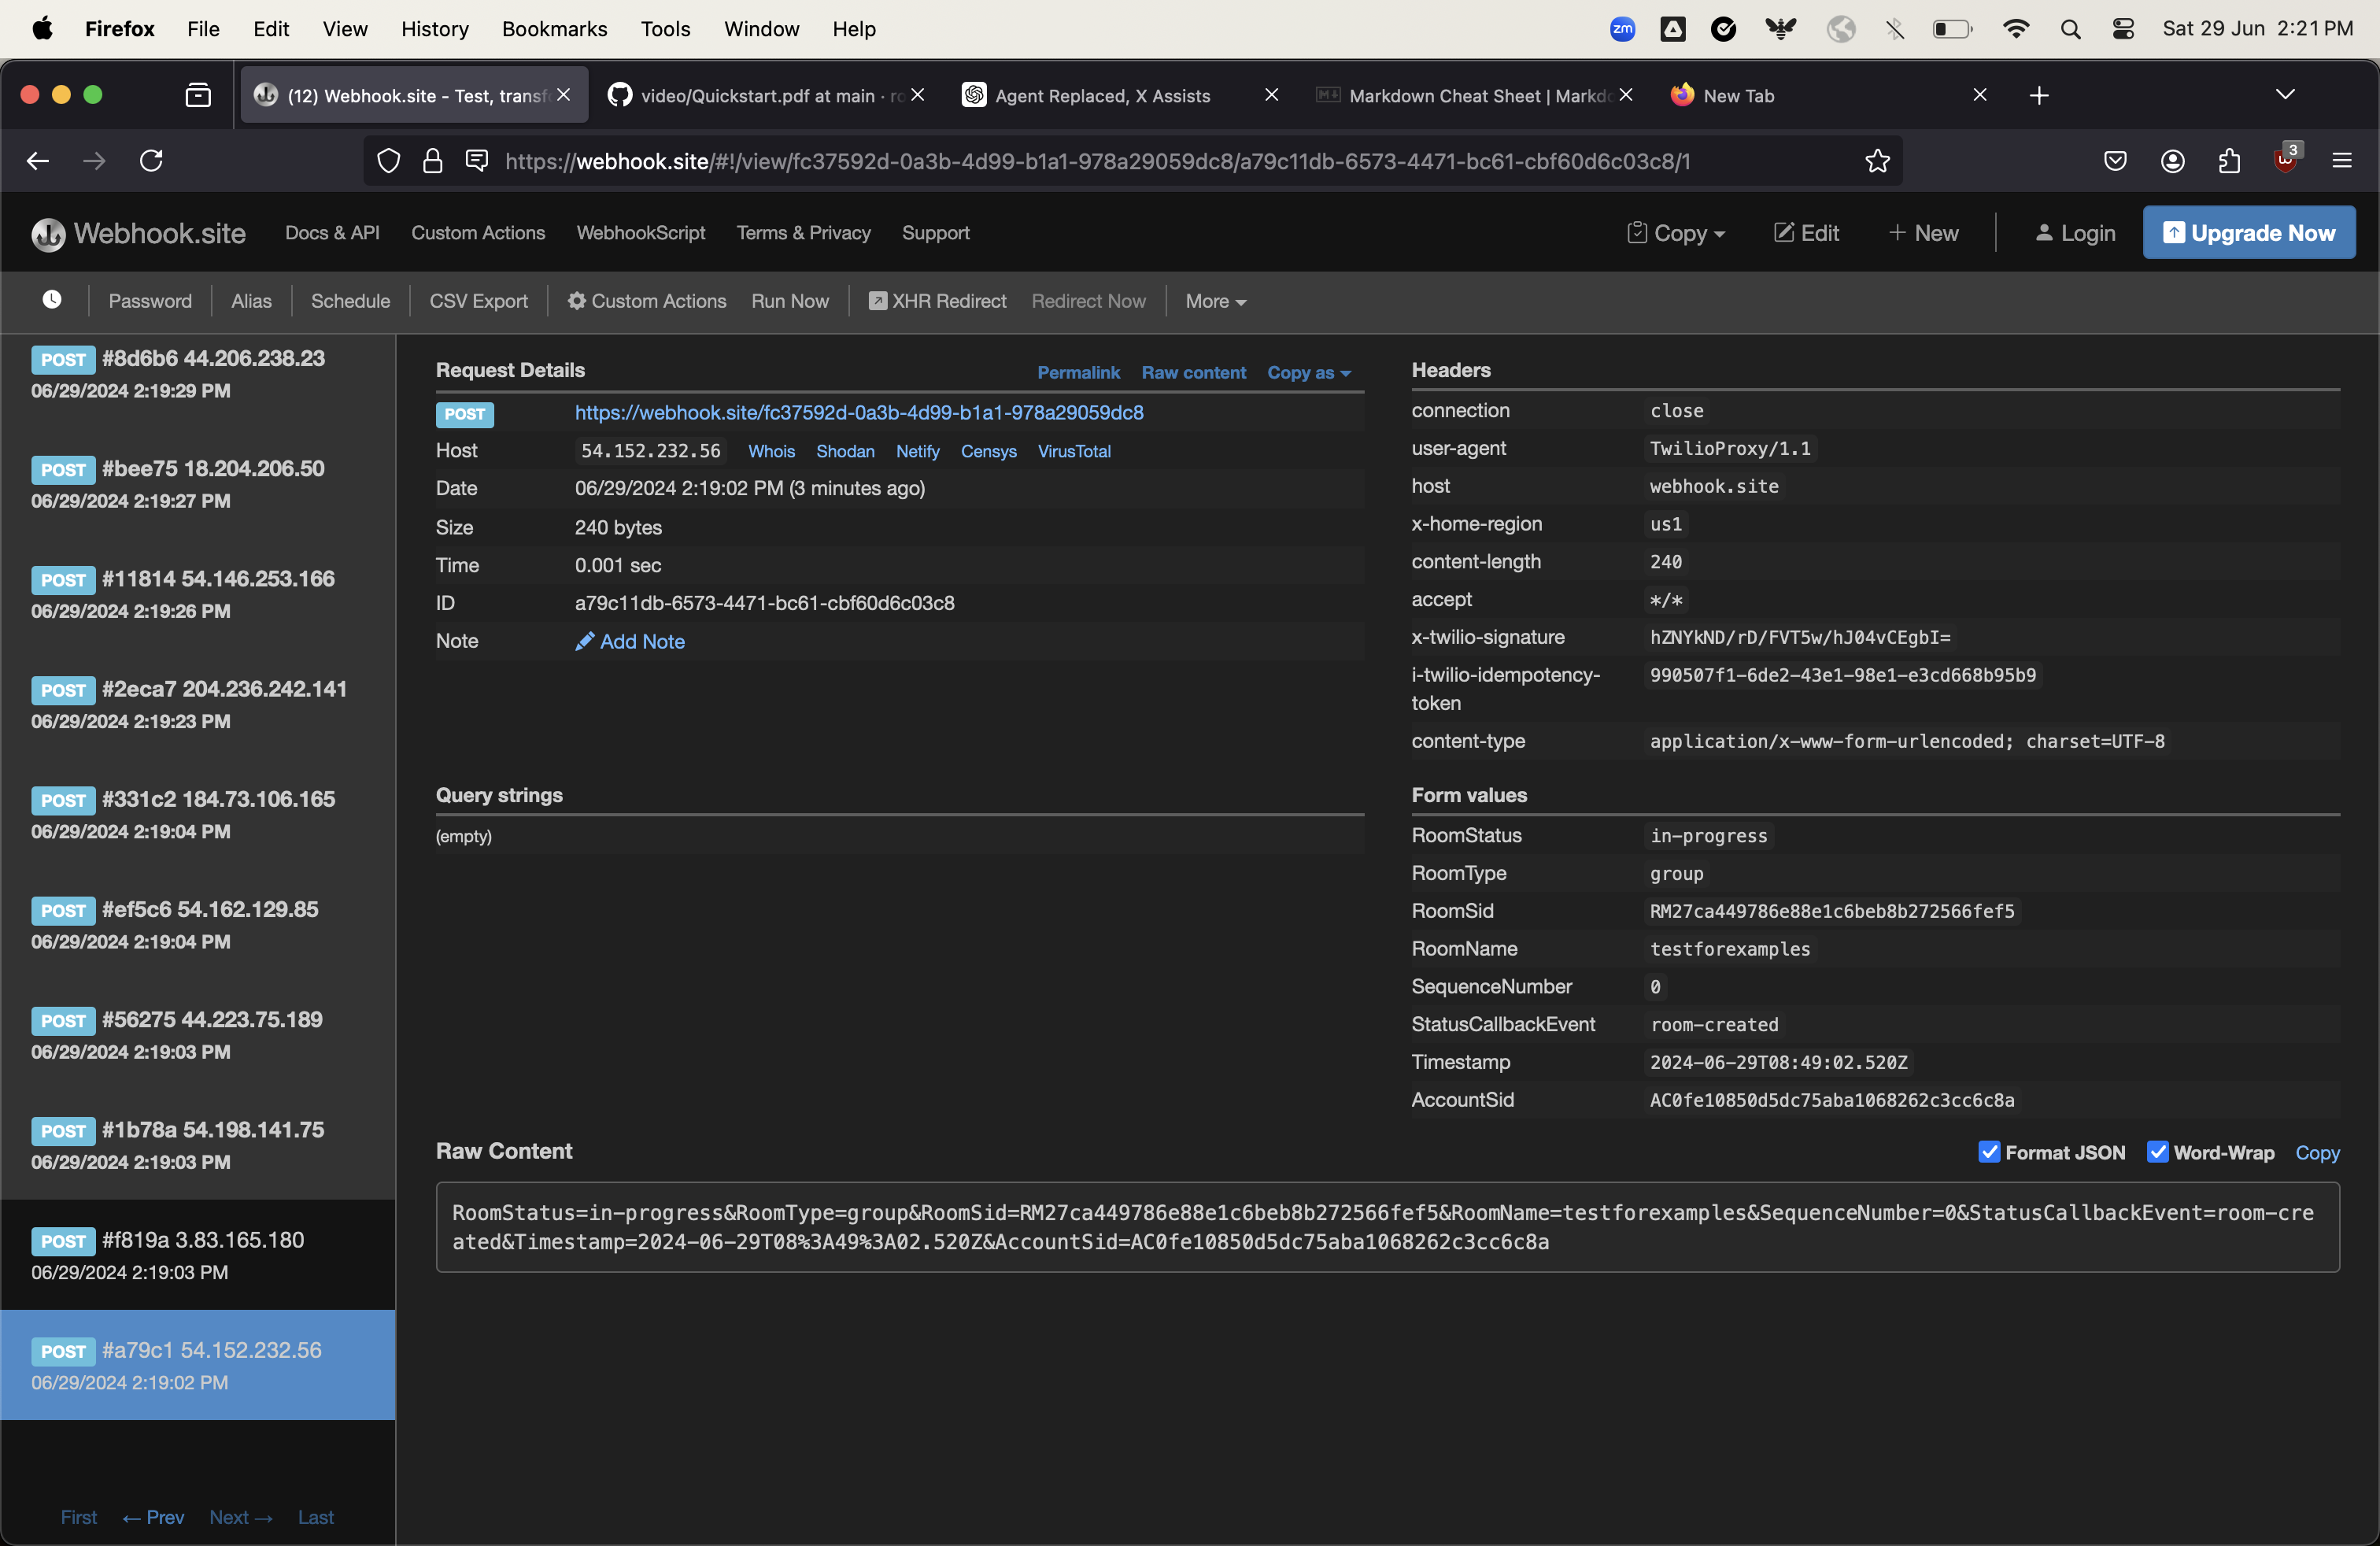 Firefox File Edit View History Bookmarks Tools Window Help zm Sat 29 Jun 2:21 PM
(12) Webhook.site - Test, transf video/Quickstart.pdf at main · ro Agent Replaced, X Assists Markdown Cheat Sheet | Markdo New Tab
https://webhook.site/#!/view/fc37592d-0a3b-4d99-b1a1-978a29059dc8/a79c11db-6573-4471-bc61-cbf60d6c03c8/1 3
Webhook.site Docs & API Custom Actions WebhookScript Terms & Privacy Support Copy Edit + New Login Upgrade Now
Password Alias Schedule CSV Export Custom Actions Run Now XHR Redirect Redirect Now More
POST #8d6b6 44.206.238.23
06/29/2024 2:19:29 PM
POST #bee75 18.204.206.50
06/29/2024 2:19:27 PM
POST #11814 54.146.253.166
06/29/2024 2:19:26 PM
POST #2eca7 204.236.242.141
06/29/2024 2:19:23 PM
POST #331c2 184.73.106.165
06/29/2024 2:19:04 PM
POST #ef5c6 54.162.129.85
06/29/2024 2:19:04 PM
POST #56275 44.223.75.189
06/29/2024 2:19:03 PM
POST #1b78a 54.198.141.75
06/29/2024 2:19:03 PM
POST #f819a 3.83.165.180
06/29/2024 2:19:03 PM
POST #a79c1 54.152.232.56
06/29/2024 2:19:02 PM
First ← Prev Next → Last
Request Details Permalink Raw content Copy as
POST https://webhook.site/fc37592d-0a3b-4d99-b1a1-978a29059dc8
Host 54.152.232.56 Whois Shodan Netify Censys VirusTotal
Date 06/29/2024 2:19:02 PM (3 minutes ago)
Size 240 bytes
Time 0.001 sec
ID a79c11db-6573-4471-bc61-cbf60d6c03c8
Note Add Note
Query strings
(empty)
Headers
connection close
user-agent TwilioProxy/1.1
host webhook.site
x-home-region us1
content-length 240
accept */*
x-twilio-signature hZNYkND/rD/FVT5w/hJ04vCEgbI=
i-twilio-idempotency- 990507f1-6de2-43e1-98e1-e3cd668b95b9
token
content-type application/x-www-form-urlencoded; charset=UTF-8
Form values
RoomStatus in-progress
RoomType group
RoomSid RM27ca449786e88e1c6beb8b272566fef5
RoomName testforexamples
SequenceNumber 0
StatusCallbackEvent room-created
Timestamp 2024-06-29T08:49:02.520Z
AccountSid AC0fe10850d5dc75aba1068262c3cc6c8a
Raw Content Format JSON Word-Wrap Copy
RoomStatus=in-progress&RoomType=group&RoomSid=RM27ca449786e88e1c6beb8b272566fef5&RoomName=testforexamples&SequenceNumber=0&StatusCallbackEvent=room-cre
ated&Timestamp=2024-06-29T08%3A49%3A02.520Z&AccountSid=AC0fe10850d5dc75aba1068262c3cc6c8a